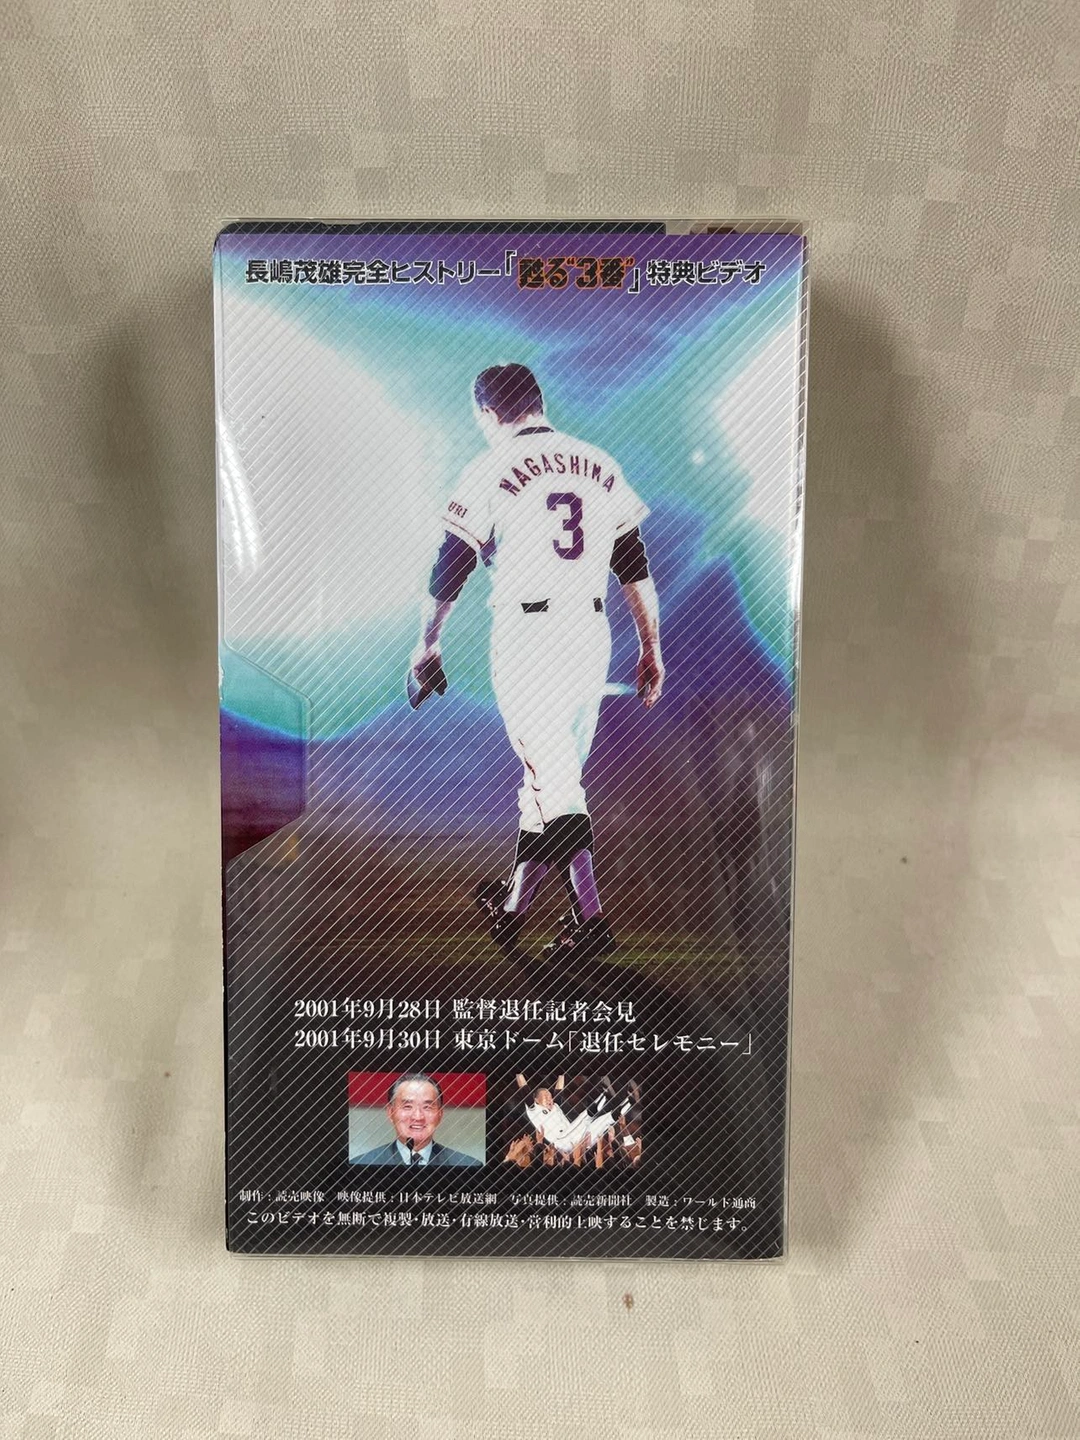 長嶋茂雄完全ヒストリー「甦る"3番"」特典ビデオ
NAGASHIMA
URI
3
2001年9月28日 監督退任記者会見
2001年9月30日 東京ドーム「退任セレモニー」
制作:読売映像 映像提供:日本テレビ放送網 写真提供:読売新聞社 製造:ワールド通商
このビデオを無断で複製・放送・有線放送・営利的上映することを禁じます。